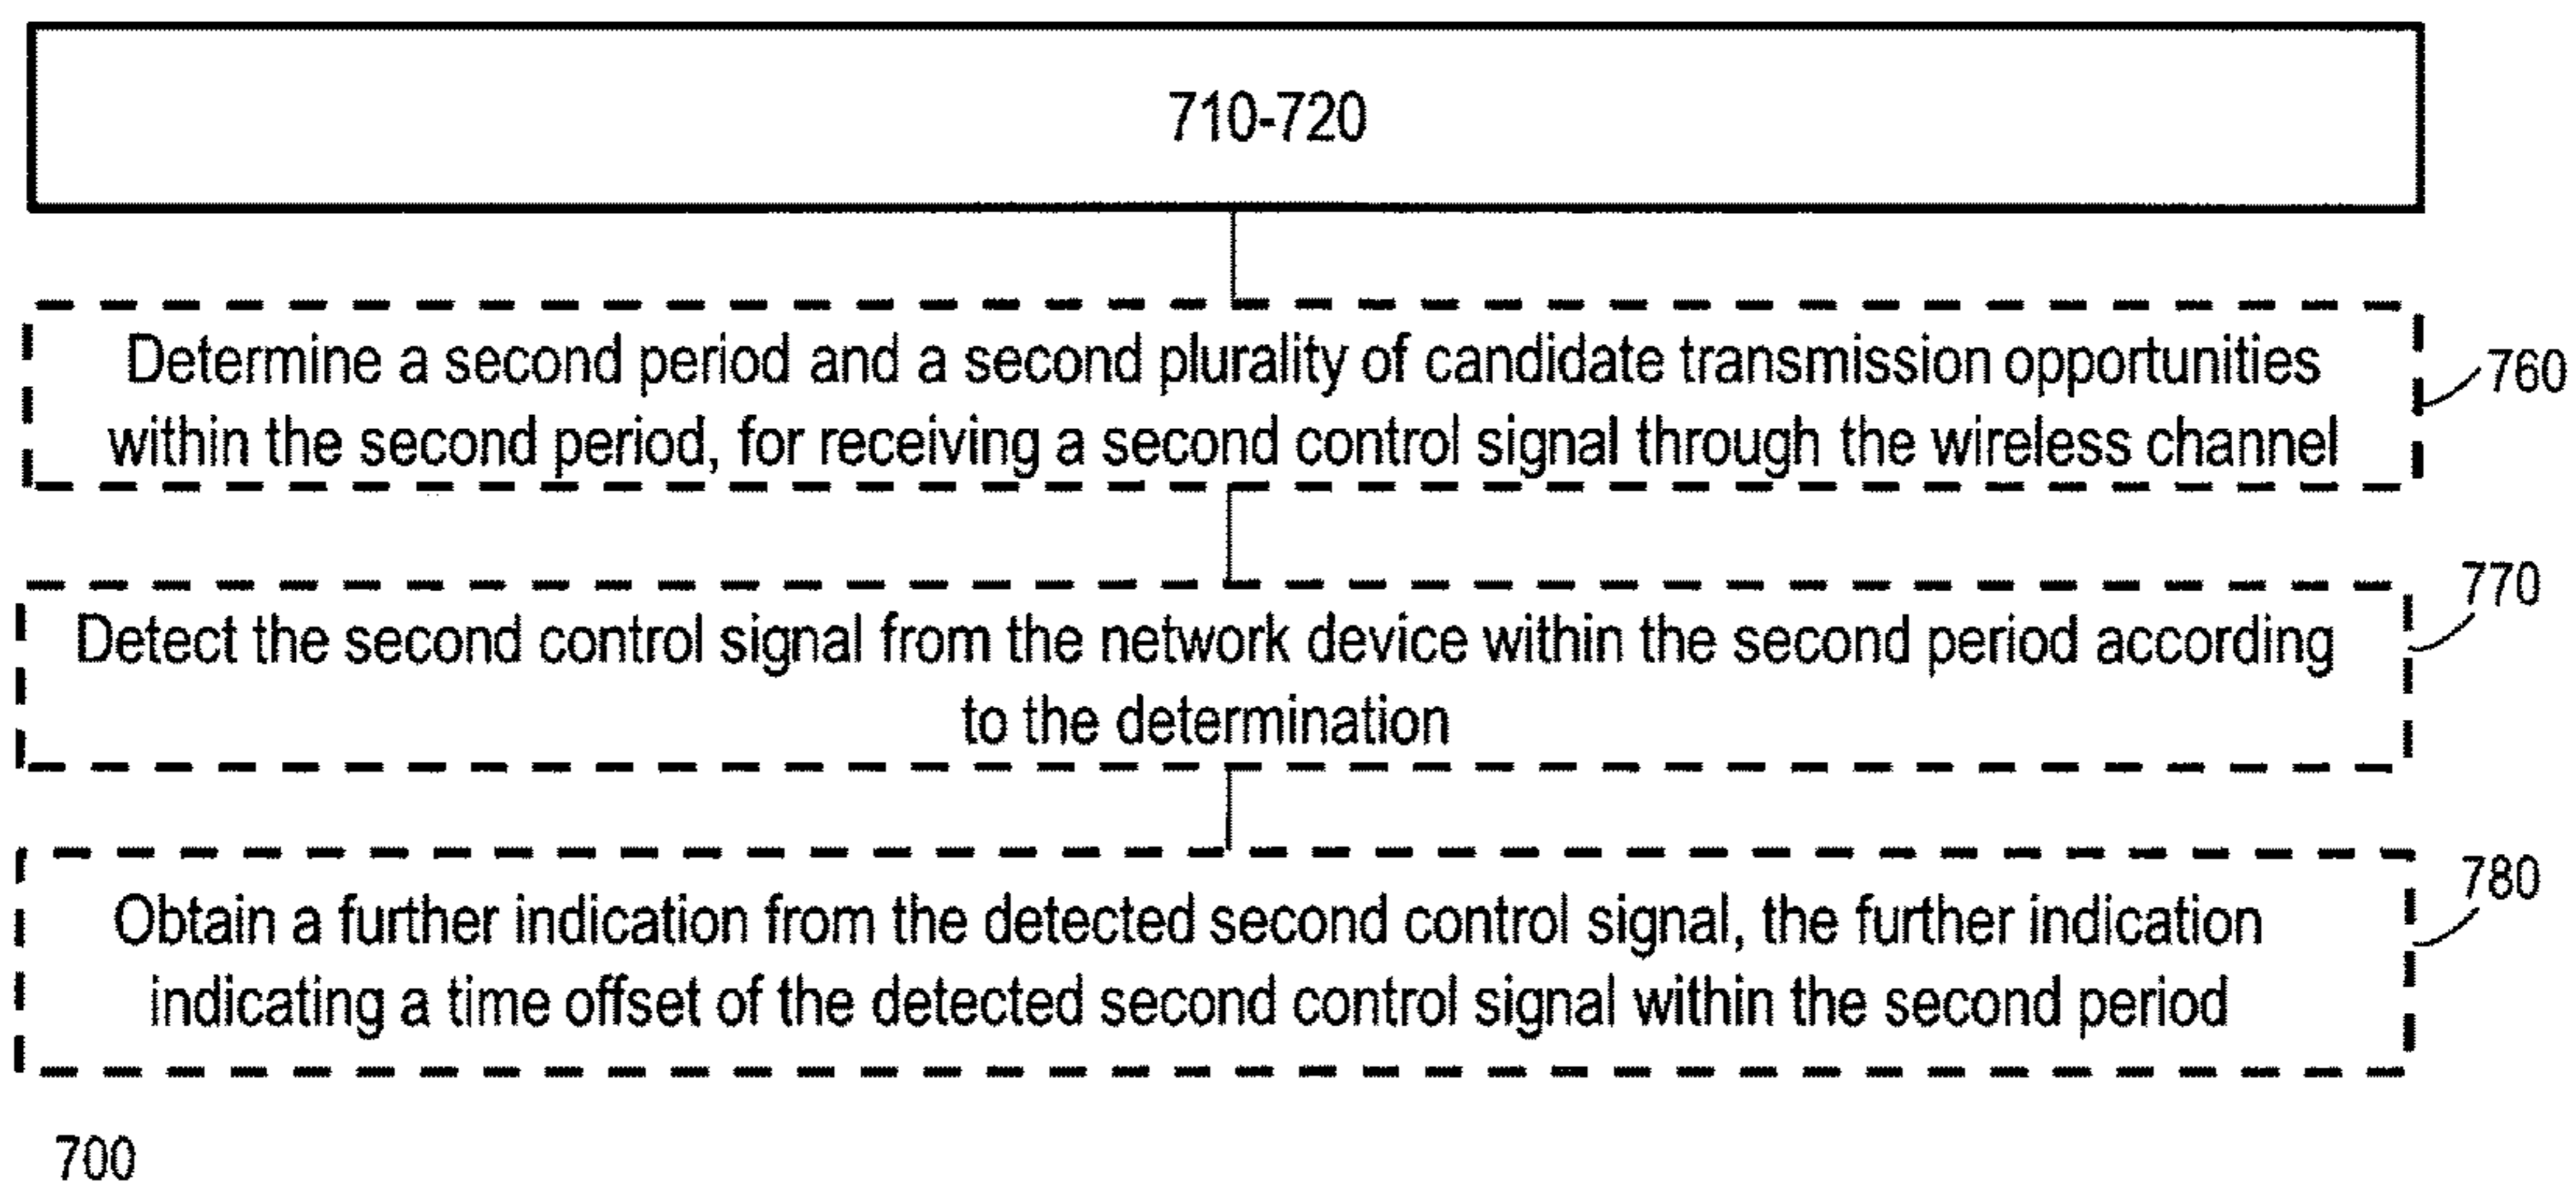 710-720
Determine a second period and a second plurality of candidate transmission opportunities
within the second period, for receiving a second control signal through the wireless channel
760
Detect the second control signal from the network device within the second period according
to the determination
770
Obtain a further indication from the detected second control signal, the further indication
indicating a time offset of the detected second control signal within the second period
780
700